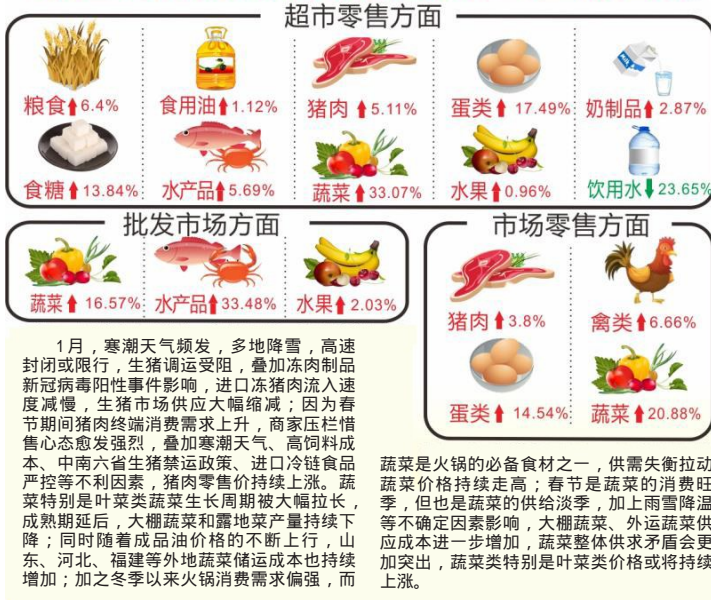 超市零售方面
粮食 6.4%
食用油 1.12%
猪肉 5.11%
蛋类 17.49%
奶制品 2.87%
食糖 13.84%
水产品 5.69%
蔬菜 33.07%
水果 0.96%
饮用水 23.65%
批发市场方面
蔬菜 16.57%
水产品 33.48%
水果 2.03%
市场零售方面
猪肉 3.8%
禽类 6.66%
蛋类 14.54%
蔬菜 20.88%
1月，寒潮天气频发，多地降雪，高速
封闭或限行，生猪调运受阻，叠加冻肉制品
新冠病毒阳性事件影响，进口冻猪肉流入速
度减慢，生猪市场供应大幅缩减；因为春
节期间猪肉终端消费需求上升，商家压栏惜
售心态愈发强烈，叠加寒潮天气、高饲料成
本、中南六省生猪禁运政策、进口冷链食品
严控等不利因素，猪肉零售价持续上涨。蔬
菜特别是叶菜类蔬菜生长周期被大幅拉长，
成熟期延后，大棚蔬菜和露地菜产量持续下
降；同时随着成品油价格的不断上行，山
东、河北、福建等外地蔬菜储运成本也持续
增加；加之冬季以来火锅消费需求偏强，而
蔬菜是火锅的必备食材之一，供需失衡拉动
蔬菜价格持续走高；春节是蔬菜的消费旺
季，但也是蔬菜的供给淡季，加上雨雪降温
等不确定因素影响，大棚蔬菜、外运蔬菜供
应成本进一步增加，蔬菜整体供求矛盾会更
加突出，蔬菜类特别是叶菜类价格或将持续
上涨。